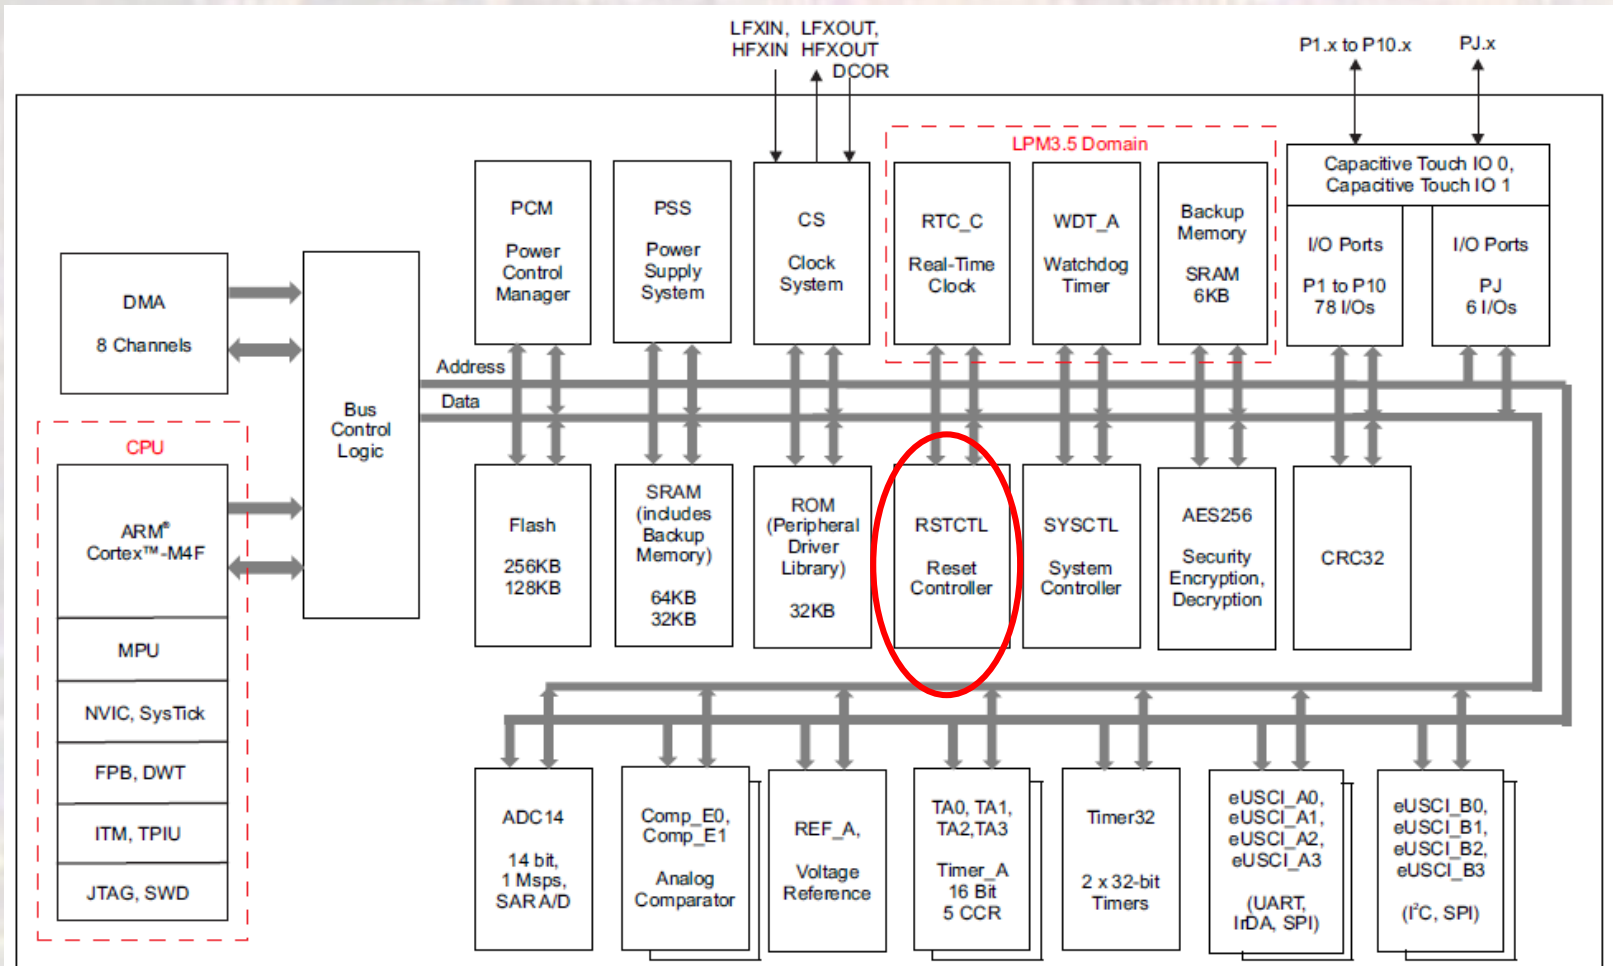 LFXIN, LFXOUT,
HFXIN HFXOUT
DCOR
P1.x to P10.x
PJ.x
LPM3.5 Domain
Capacitive Touch IO 0,
Capacitive Touch IO 1
PCM
Power
Control
Manager
PSS
Power
Supply
System
CS
Clock
System
RTC_C
Real-Time
Clock
WDT_A
Watchdog
Timer
Backup
Memory
SRAM
6KB
I/O Ports
P1 to P10
78 I/Os
I/O Ports
PJ
6 I/Os
DMA
8 Channels
Bus
Control
Logic
Address
Data
CPU
ARM®
Cortex™-M4F
MPU
NVIC, SysTick
FPB, DWT
ITM, TPIU
JTAG, SWD
Flash
256KB
128KB
SRAM
(includes
Backup
Memory)
64KB
32KB
ROM
(Peripheral
Driver
Library)
32KB
RSTCTL
Reset
Controller
SYSCTL
System
Controller
AES256
Security
Encryption,
Decryption
CRC32
ADC14
14 bit,
1 Msps,
SAR A/D
Comp_E0,
Comp_E1
Analog
Comparator
REF_A,
Voltage
Reference
TA0, TA1,
TA2,TA3
Timer_A
16 Bit
5 CCR
Timer32
2 x 32-bit
Timers
eUSCI_A0,
eUSCI_A1,
eUSCI_A2,
eUSCI_A3
(UART,
IrDA, SPI)
eUSCI_B0,
eUSCI_B1,
eUSCI_B2,
eUSCI_B3
(I²C, SPI)